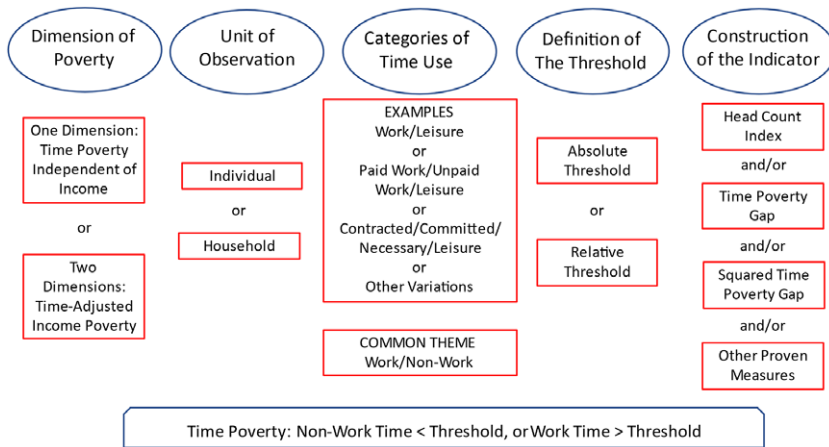 Dimension of
Poverty
Unit of
Observation
Categories of
Time Use
Definition of
The Threshold
Construction
of the Indicator
One Dimension:
Time Poverty
Independent of
Income
or
Two
Dimensions:
Time-Adjusted
Income Poverty
Individual
or
Household
EXAMPLES
Work/Leisure
or
Paid Work/Unpaid
Work/Leisure
or
Contracted/Committed/
Necessary/Leisure
or
Other Variations
COMMON THEME
Work/Non-Work
Absolute
Threshold
or
Relative
Threshold
Head Count
Index
and/or
Time Poverty
Gap
and/or
Squared Time
Poverty Gap
and/or
Other Proven
Measures
Time Poverty: Non-Work Time < Threshold, or Work Time > Threshold